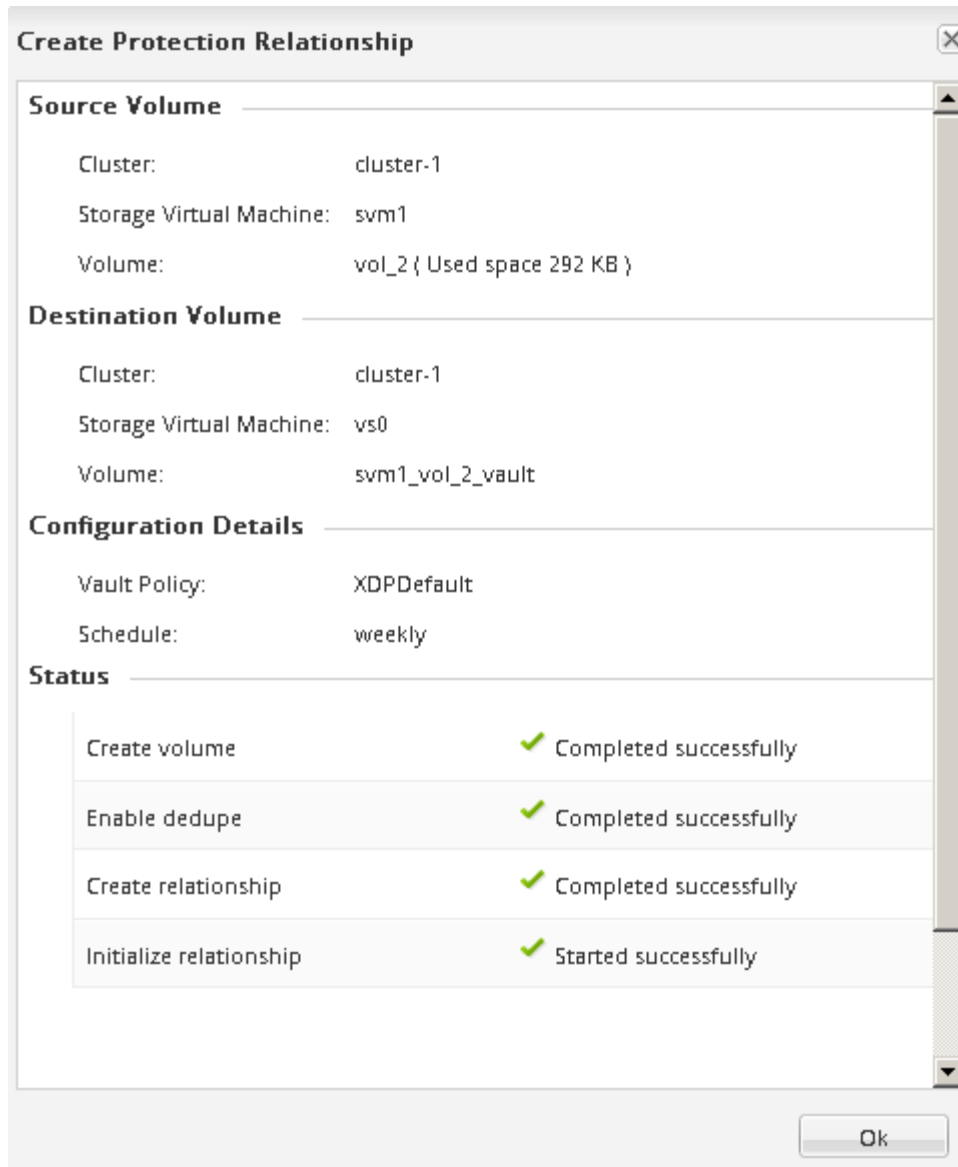 Create Protection Relationship
Source Volume
Cluster: cluster-1
Storage Virtual Machine: svm1
Volume: vol_2 ( Used space 292 KB )
Destination Volume
Cluster: cluster-1
Storage Virtual Machine: vs0
Volume: svm1_vol_2_vault
Configuration Details
Vault Policy: XDPDefault
Schedule: weekly
Status
Create volume Completed successfully
Enable dedupe Completed successfully
Create relationship Completed successfully
Initialize relationship Started successfully
Ok